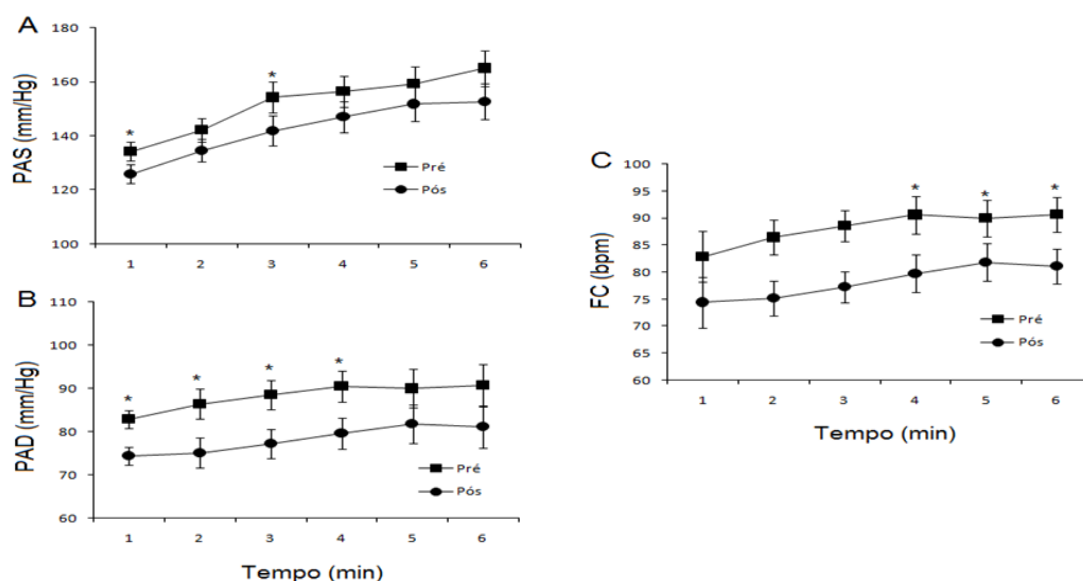 A
PAS (mm/Hg)
180
160
140
120
100
*
*
Pré
Pós
1 2 3 4 5 6
B
PAD (mm/Hg)
110
100
90
80
70
60
*
*
*
*
Pré
Pós
1 2 3 4 5 6
Tempo (min)
C
FC (bpm)
100
95
90
85
80
75
70
65
60
*
*
*
Pré
Pós
1 2 3 4 5 6
Tempo (min)